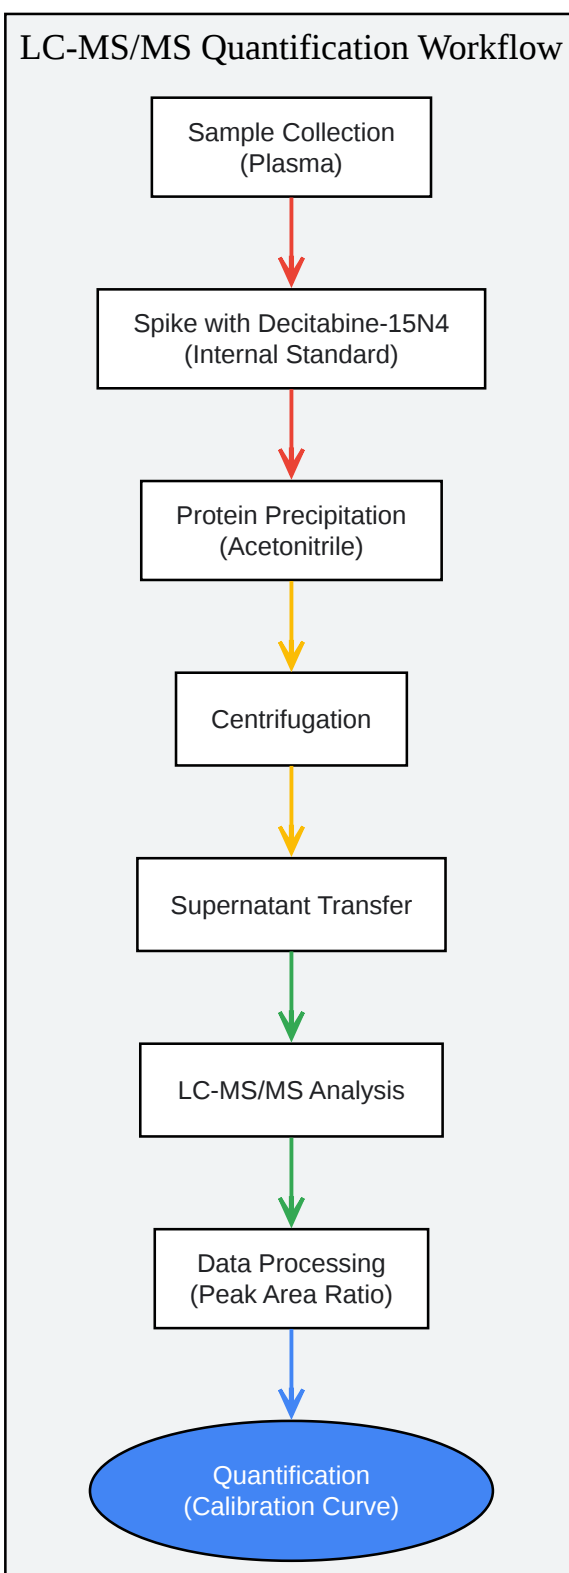 LC-MS/MS Quantification Workflow
Sample Collection
(Plasma)
Spike with Decitabine-15N4
(Internal Standard)
Protein Precipitation
(Acetonitrile)
Centrifugation
Supernatant Transfer
LC-MS/MS Analysis
Data Processing
(Peak Area Ratio)
Quantification
(Calibration Curve)